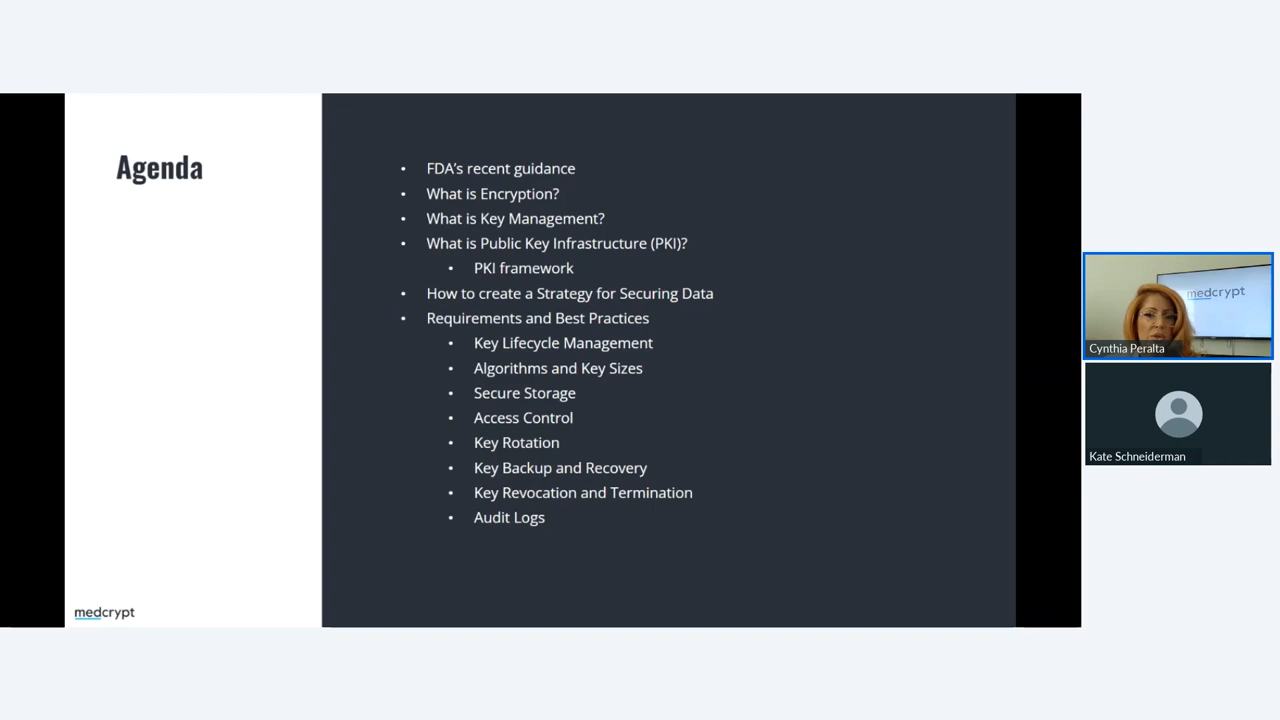 Agenda
• FDA's recent guidance
• What is Encryption?
• What is Key Management?
• What is Public Key Infrastructure (PKI)?
• PKI framework
• How to create a Strategy for Securing Data
• Requirements and Best Practices
• Key Lifecycle Management
• Algorithms and Key Sizes
• Secure Storage
• Access Control
• Key Rotation
• Key Backup and Recovery
• Key Revocation and Termination
• Audit Logs
medcrypt
medcrypt
Cynthia Peralta
Kate Schneiderman